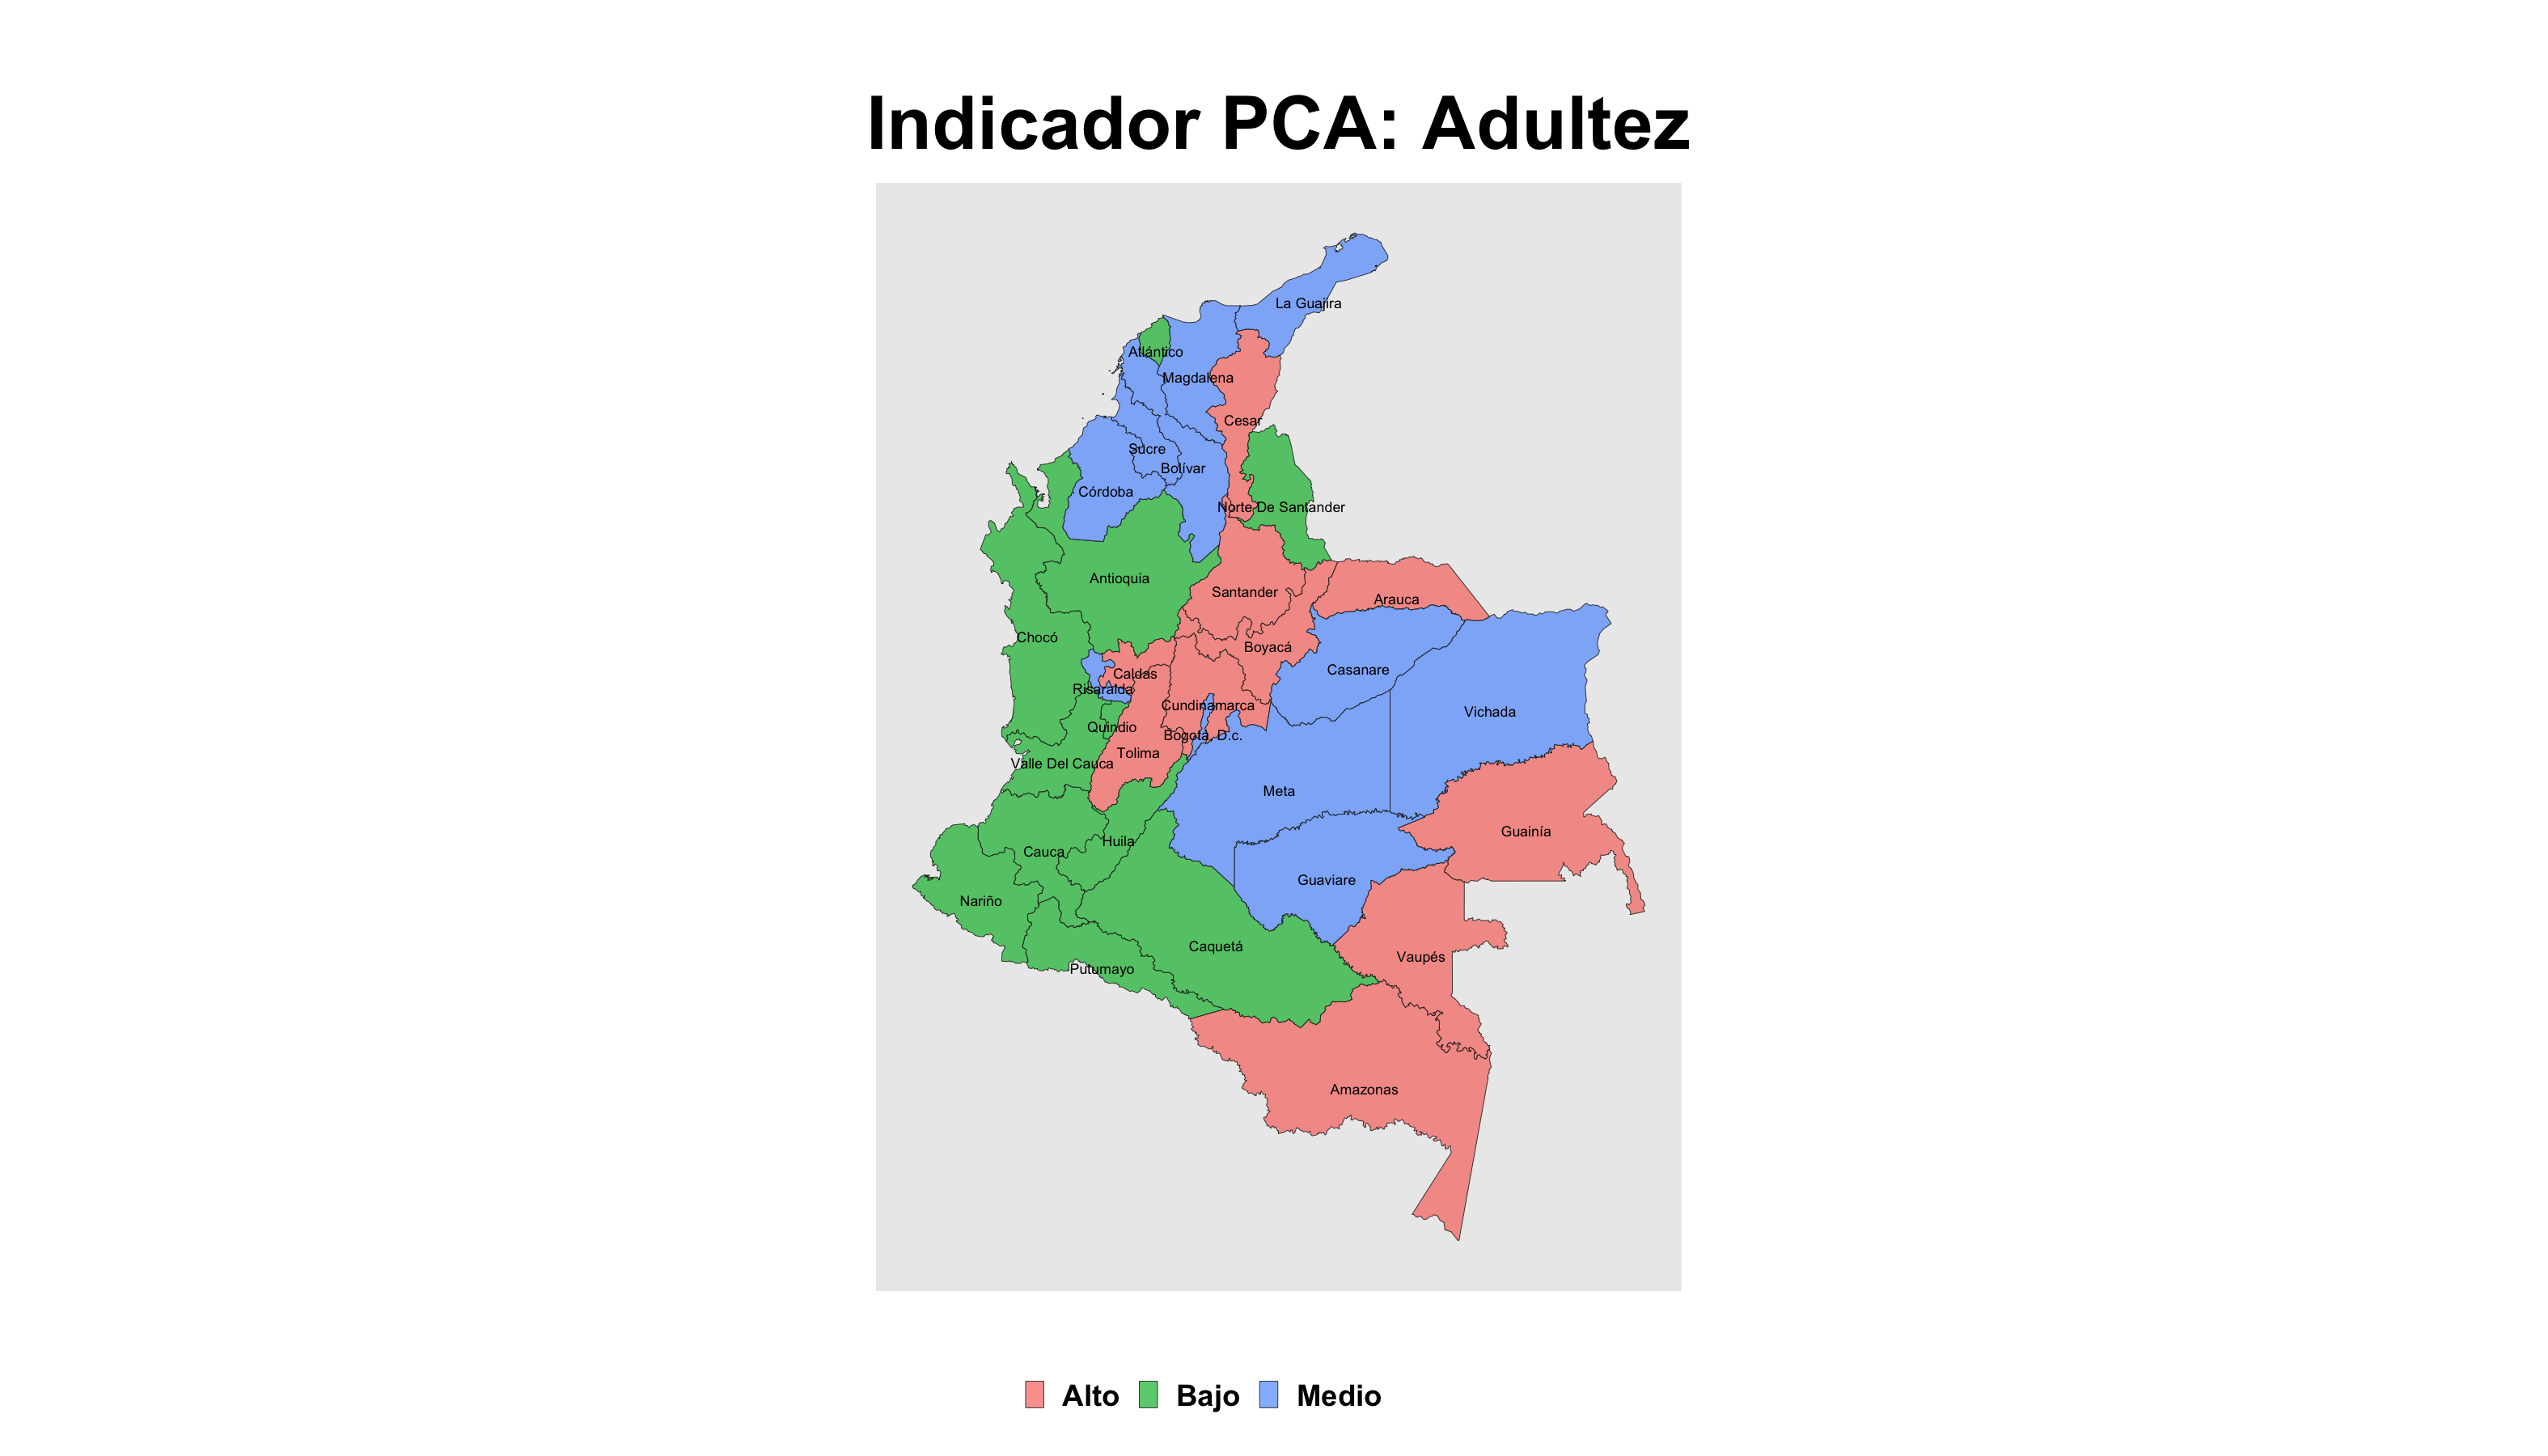 Indicador PCA: Adultez
La Guajira
Atlántico
Magdalena
Cesar
Sucre
Bolívar
Córdoba
Norte De Santander
Antioquia
Santander
Arauca
Chocó
Boyacá
Casanare
Caldas
Risaralda
Cundinamarca
Vichada
Quindio
Bogotá, D.c.
Tolima
Valle Del Cauca
Meta
Guainía
Huila
Cauca
Guaviare
Nariño
Caquetá
Vaupés
Putumayo
Amazonas
Alto Bajo Medio